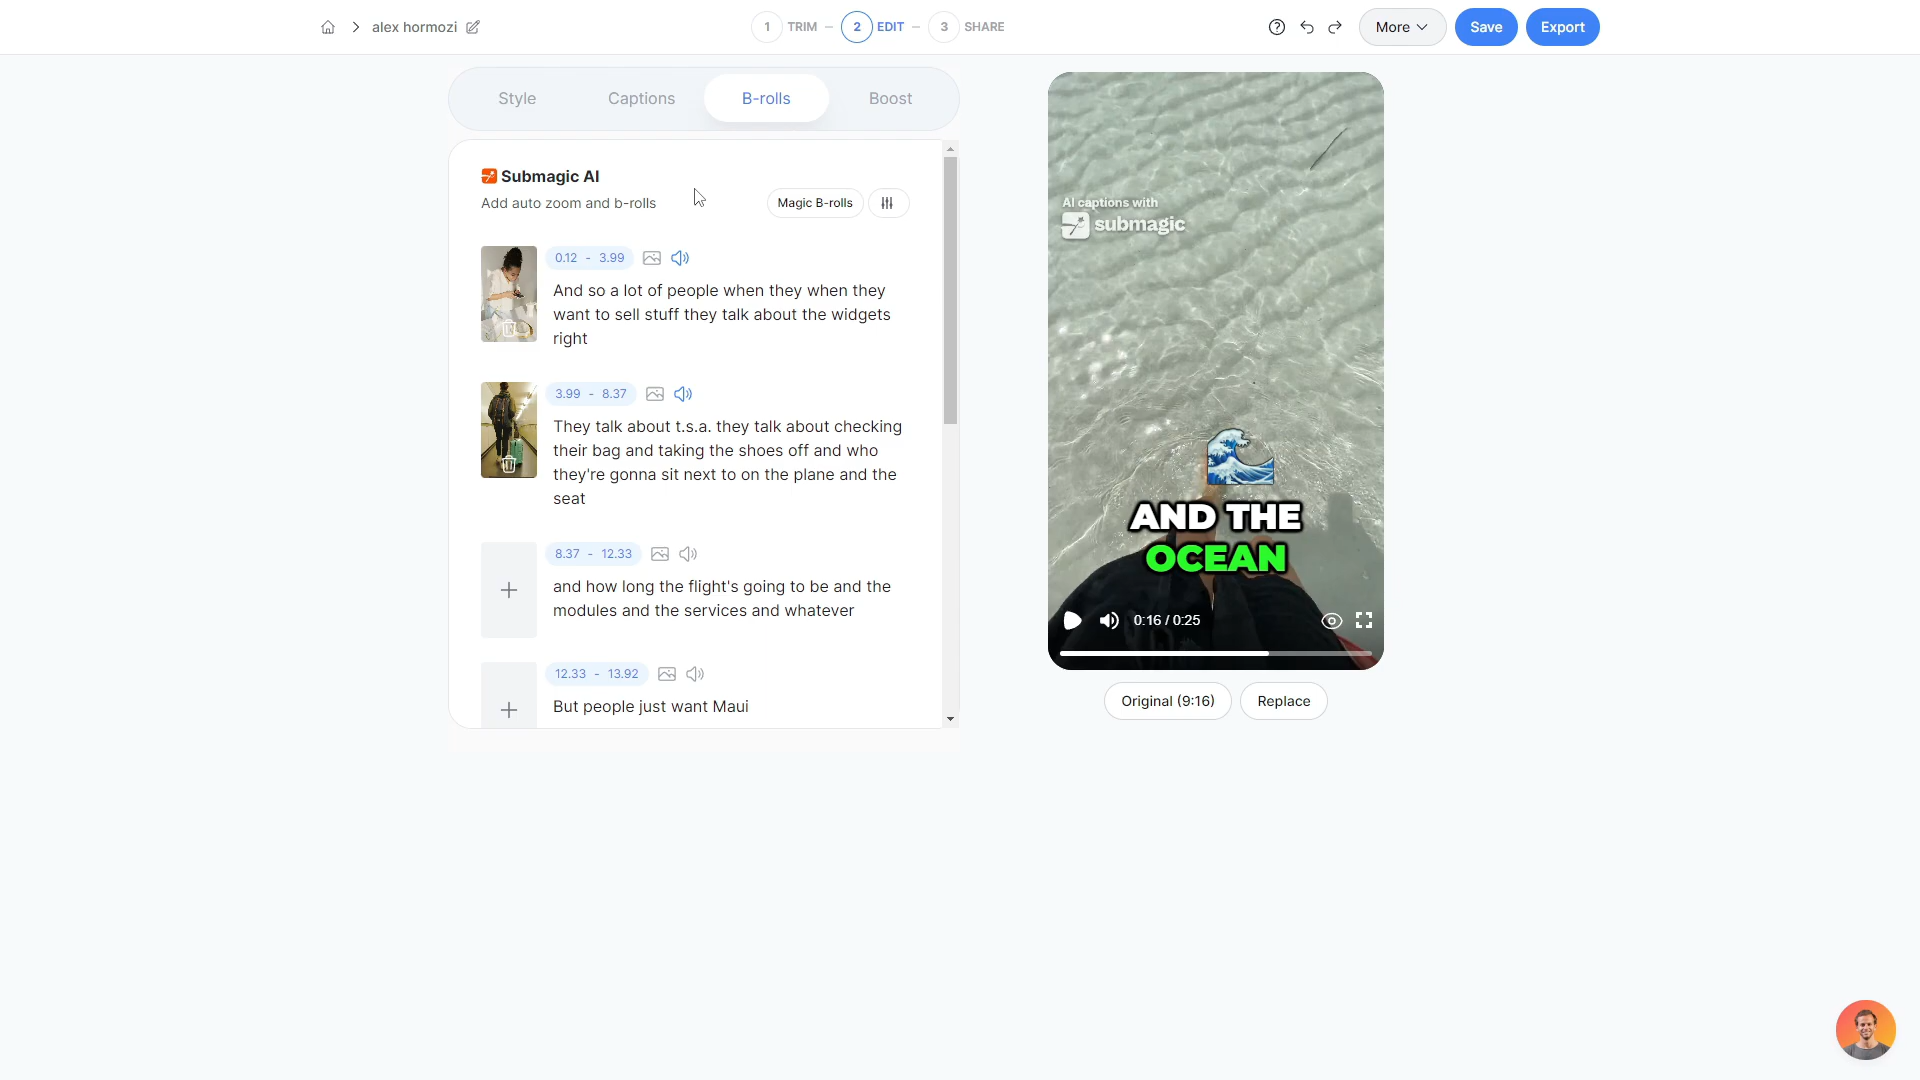 alex hormozi
1 TRIM
2 EDIT
3 SHARE
More
Save
Export
Style
Captions
B-rolls
Boost
Submagic AI
Add auto zoom and b-rolls
Magic B-rolls
0.12 - 3.99
And so a lot of people when they when they
want to sell stuff they talk about the widgets
right
3.99 - 8.37
They talk about t.s.a. they talk about checking
their bag and taking the shoes off and who
they're gonna sit next to on the plane and the
seat
8.37 - 12.33
and how long the flight's going to be and the
modules and the services and whatever
12.33 - 13.92
But people just want Maui
AI captions with
submagic
AND THE
OCEAN
0:16 / 0:25
Original (9:16)
Replace